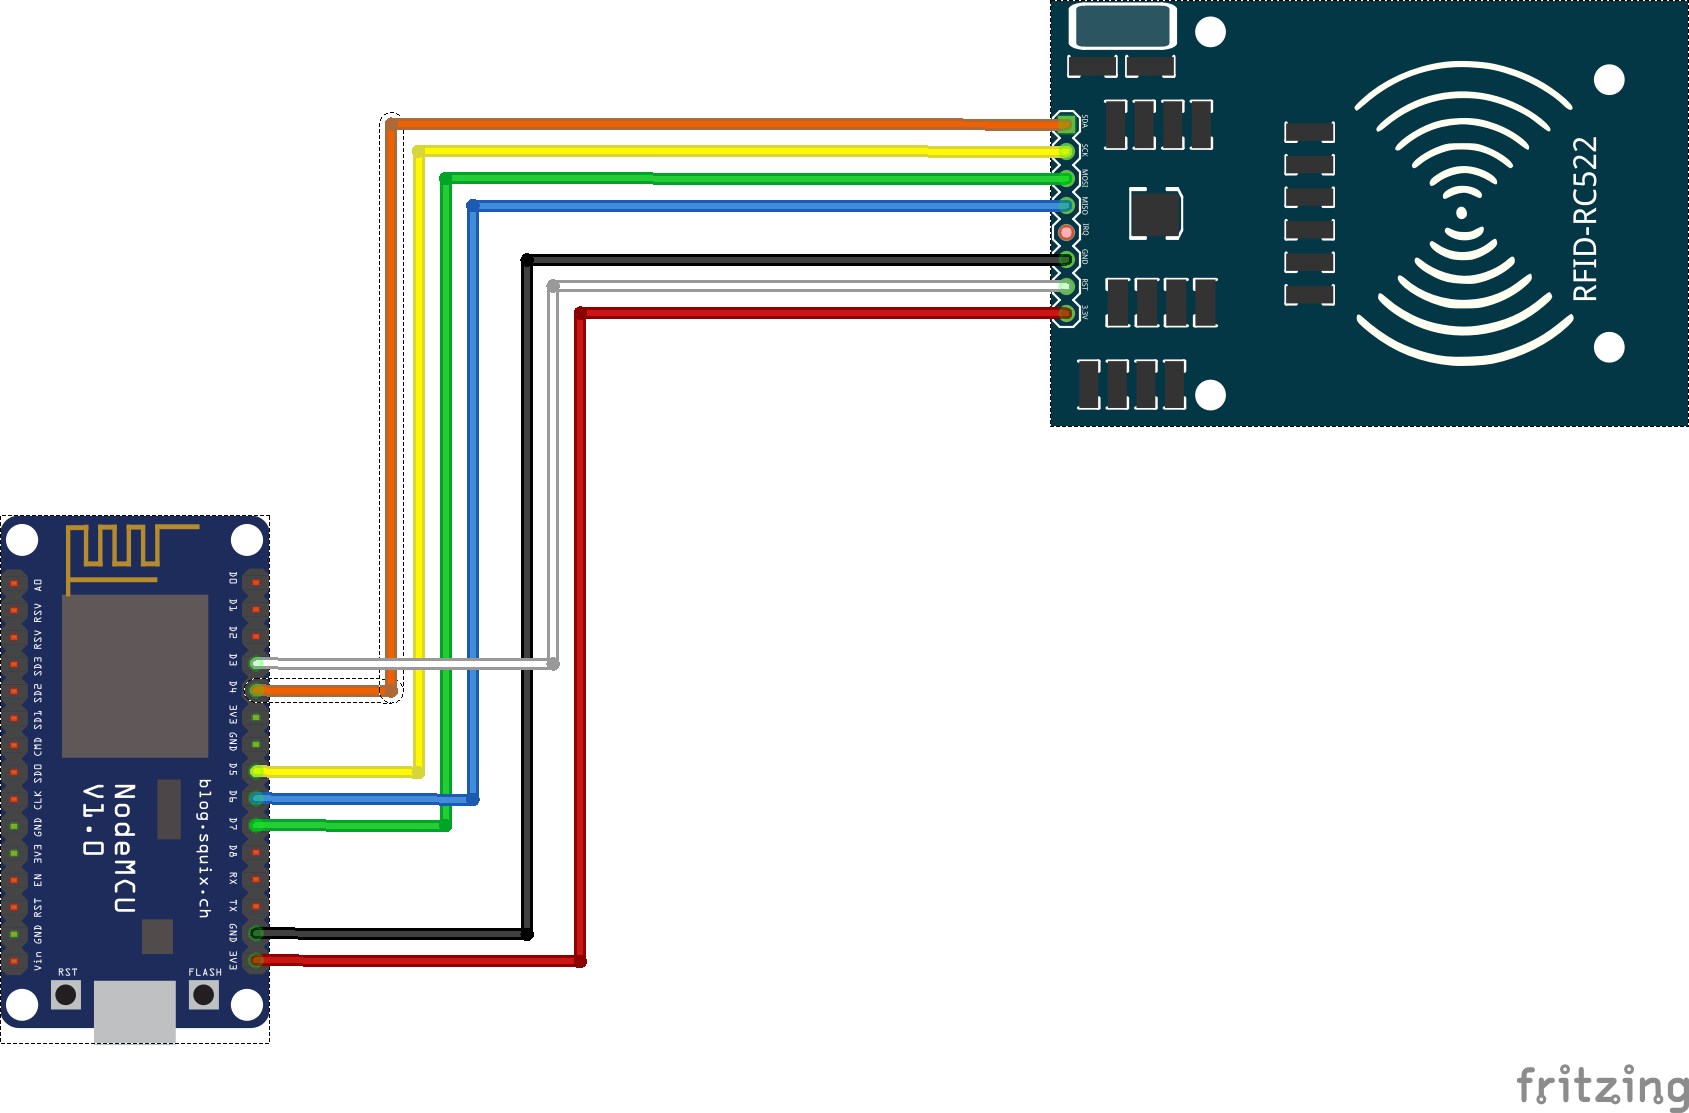 SDA
SCK
MOSI
MISO
IRQ
GND
RST
3.3V
RFID-RC522
A0
RSV
RSV
SD3
SD2
SD1
CMD
SD0
CLK
GND
3V3
EN
RST
GND
Vin
D0
D1
D2
D3
D4
3V3
GND
D5
D6
D7
D8
RX
TX
GND
3V3
blog.squix.ch
NodeMCU
V1.0
RST
FLASH
fritzing